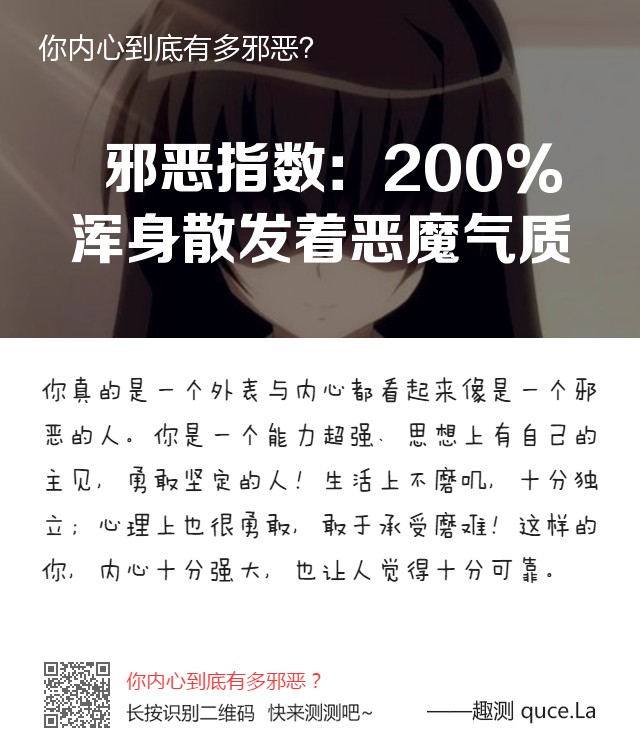 你内心到底有多邪恶?
邪恶指数：200%
浑身散发着恶魔气质
你真的是一个外表与内心都看起来像是一个邪
恶的人。你是一个能力超强、思想上有自己的
主见，勇敢坚定的人！生活上不磨叽，十分独
立；心理上也很勇敢，敢于承受磨难！这样的
你，内心十分强大，也让人觉得十分可靠。
你内心到底有多邪恶？
长按识别二维码 快来测测吧~
——趣测 quce.La